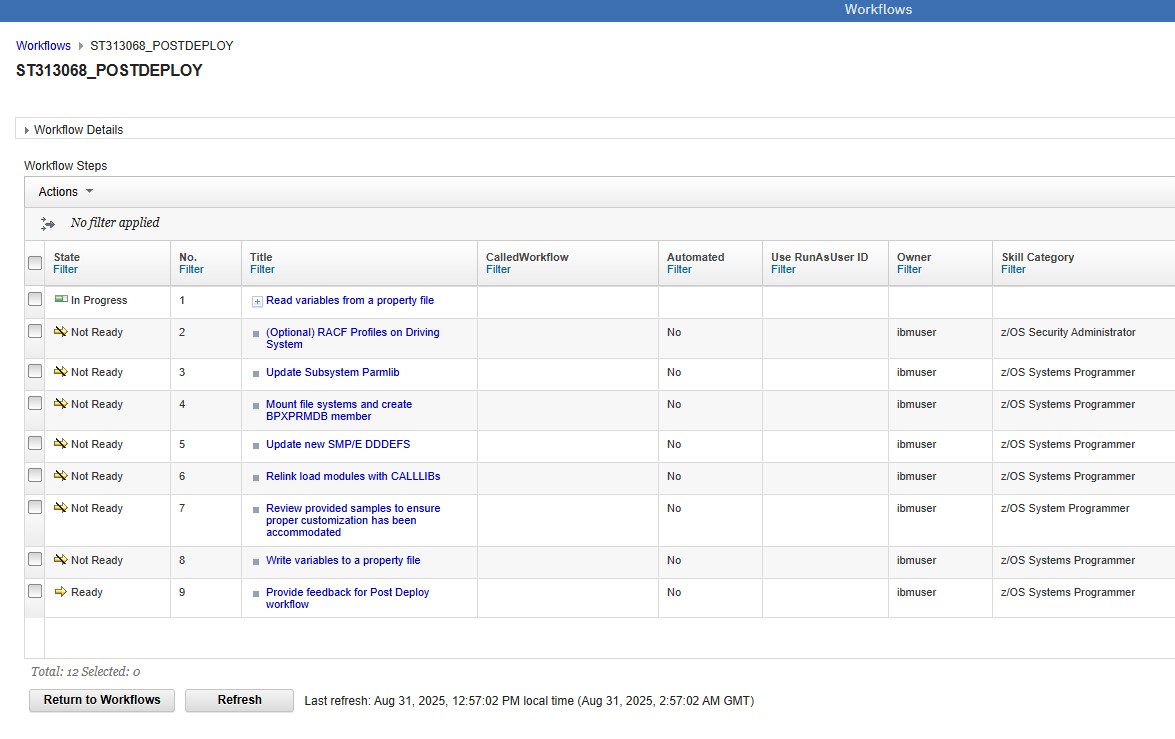 Workflows
Workflows ST313068_POSTDEPLOY
ST313068_POSTDEPLOY
Workflow Details
Workflow Steps
Actions
No filter applied
State No. Title CalledWorkflow Automated Use RunAsUser ID Owner Skill Category
Filter Filter Filter Filter Filter Filter Filter Filter
In Progress 1 Read variables from a property file
Not Ready 2 (Optional) RACF Profiles on Driving No ibmuser z/OS Security Administrator
System
Not Ready 3 Update Subsystem Parmlib No ibmuser z/OS Systems Programmer
Not Ready 4 Mount file systems and create No ibmuser z/OS Systems Programmer
BPXPRMDB member
Not Ready 5 Update new SMP/E DDDEFS No ibmuser z/OS Systems Programmer
Not Ready 6 Relink load modules with CALLLIBs No ibmuser z/OS Systems Programmer
Not Ready 7 Review provided samples to ensure No ibmuser z/OS System Programmer
proper customization has been
accommodated
Not Ready 8 Write variables to a property file No ibmuser z/OS Systems Programmer
Ready 9 Provide feedback for Post Deploy No ibmuser z/OS Systems Programmer
workflow
Total: 12 Selected: 0
Return to Workflows Refresh Last refresh: Aug 31, 2025, 12:57:02 PM local time (Aug 31, 2025, 2:57:02 AM GMT)